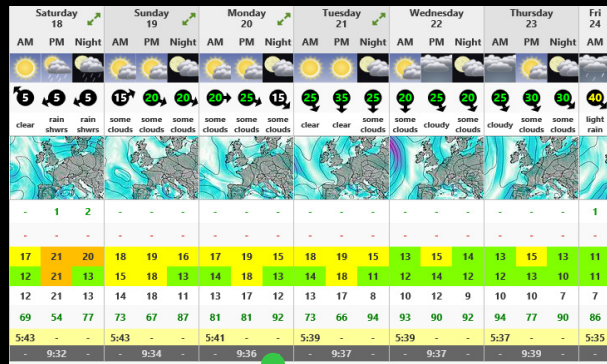 Saturday Sunday Monday Tuesday Wednesday Thursday Fri
18 19 20 21 22 23 24
AM PM Night AM PM Night AM PM Night AM PM Night AM PM Night AM PM Night AM
5 5 5 15 20 20 20 25 15 25 35 25 20 25 20 25 30 30 40
clear rain shwrs rain shwrs some clouds some clouds some clouds some clouds some clouds some clouds clear clear some clouds some clouds cloudy some clouds cloudy some clouds some clouds light rain
- 1 2 - - - - - - - - - - - - - - - 1
- - - - - - - - - - - - - - - - - - -
17 21 20 18 19 16 17 19 15 18 19 15 13 15 14 13 15 13 11
12 21 13 15 18 13 14 18 13 14 18 11 12 14 12 12 13 10 11
12 21 13 14 18 11 13 17 12 13 17 8 10 12 9 10 10 7 7
69 54 77 73 67 87 81 81 92 73 66 94 93 90 92 94 77 90 86
5:43 - - 5:43 - - 5:41 - - 5:39 - - 5:39 - - 5:37 - - 5:35
- 9:32 - - 9:34 - - 9:36 - 9:37 - - 9:37 - - 9:39 - -